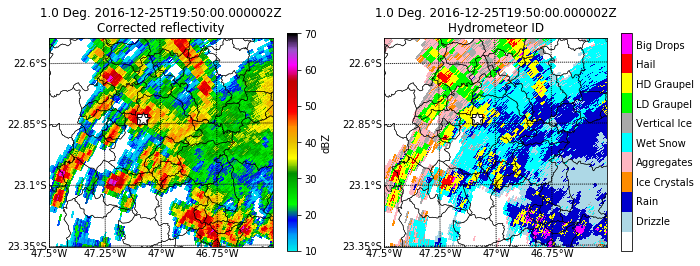 1.0 Deg. 2016-12-25T19:50:00.000002Z
Corrected reflectivity
22.6°S
22.85°S
23.1°S
23.35°S
47.5°W
47.25°W
47°W
46.75°W
70
60
50
40
30
20
10
dBZ
1.0 Deg. 2016-12-25T19:50:00.000002Z
Hydrometeor ID
22.6°S
22.85°S
23.1°S
23.35°S
47.5°W
47.25°W
47°W
46.75°W
Big Drops
Hail
HD Graupel
LD Graupel
Vertical Ice
Wet Snow
Aggregates
Ice Crystals
Rain
Drizzle